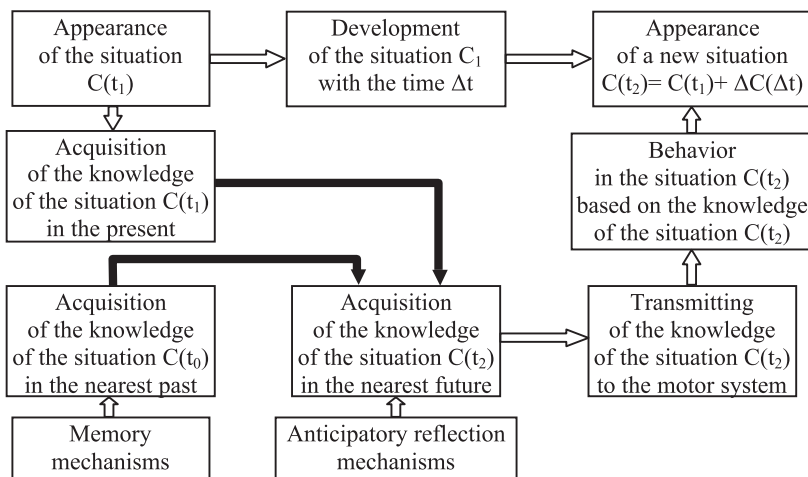 Appearance
of the situation
C(t₁)
Development
of the situation C₁
with the time Δt
Appearance
of a new situation
C(t₂)= C(t₁)+ ΔC(Δt)
Acquisition
of the knowledge
of the situation C(t₁)
in the present
Behavior
in the situation C(t₂)
based on the knowledge
of the situation C(t₂)
Acquisition
of the knowledge
of the situation C(t₀)
in the nearest past
Acquisition
of the knowledge
of the situation C(t₂)
in the nearest future
Transmitting
of the knowledge
of the situation C(t₂)
to the motor system
Memory
mechanisms
Anticipatory reflection
mechanisms